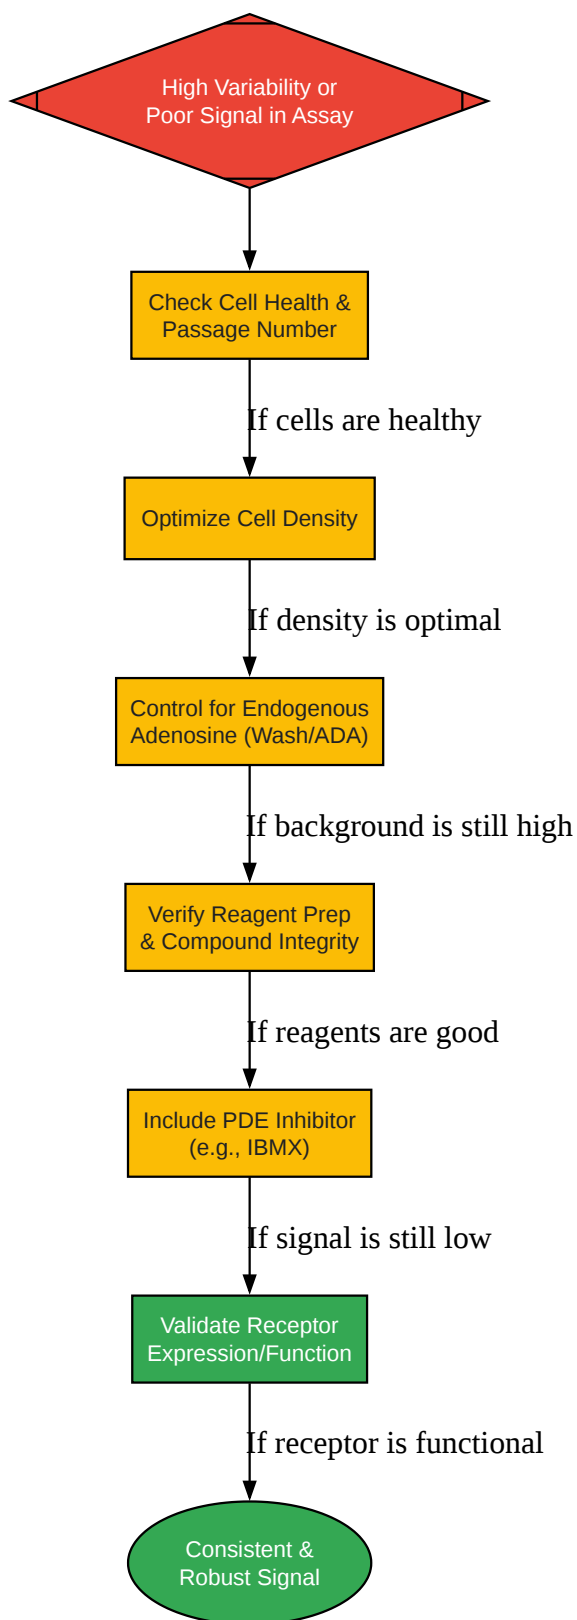 High Variability or
Poor Signal in Assay
Check Cell Health &
Passage Number
If cells are healthy
Optimize Cell Density
If density is optimal
Control for Endogenous
Adenosine (Wash/ADA)
If background is still high
Verify Reagent Prep
& Compound Integrity
If reagents are good
Include PDE Inhibitor
(e.g., IBMX)
If signal is still low
Validate Receptor
Expression/Function
If receptor is functional
Consistent &
Robust Signal